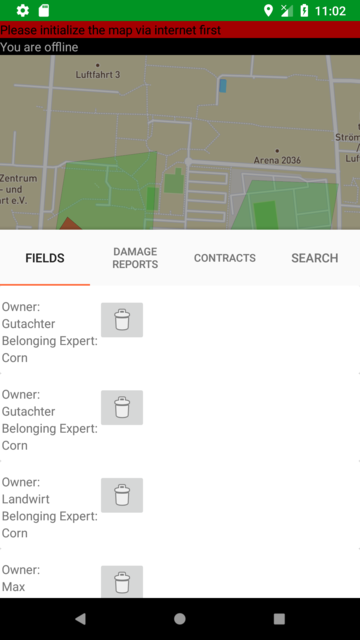 11:02
Please initialize the map via internet first
You are offline
Luftfahrt 3
Arena 2036
Zentrum
- und
rt e.V.
Strom
Luf
FIELDS
DAMAGE
REPORTS
CONTRACTS
SEARCH
Owner:
Gutachter
Belonging Expert:
Corn
Owner:
Gutachter
Belonging Expert:
Corn
Owner:
Landwirt
Belonging Expert:
Corn
Owner:
Max